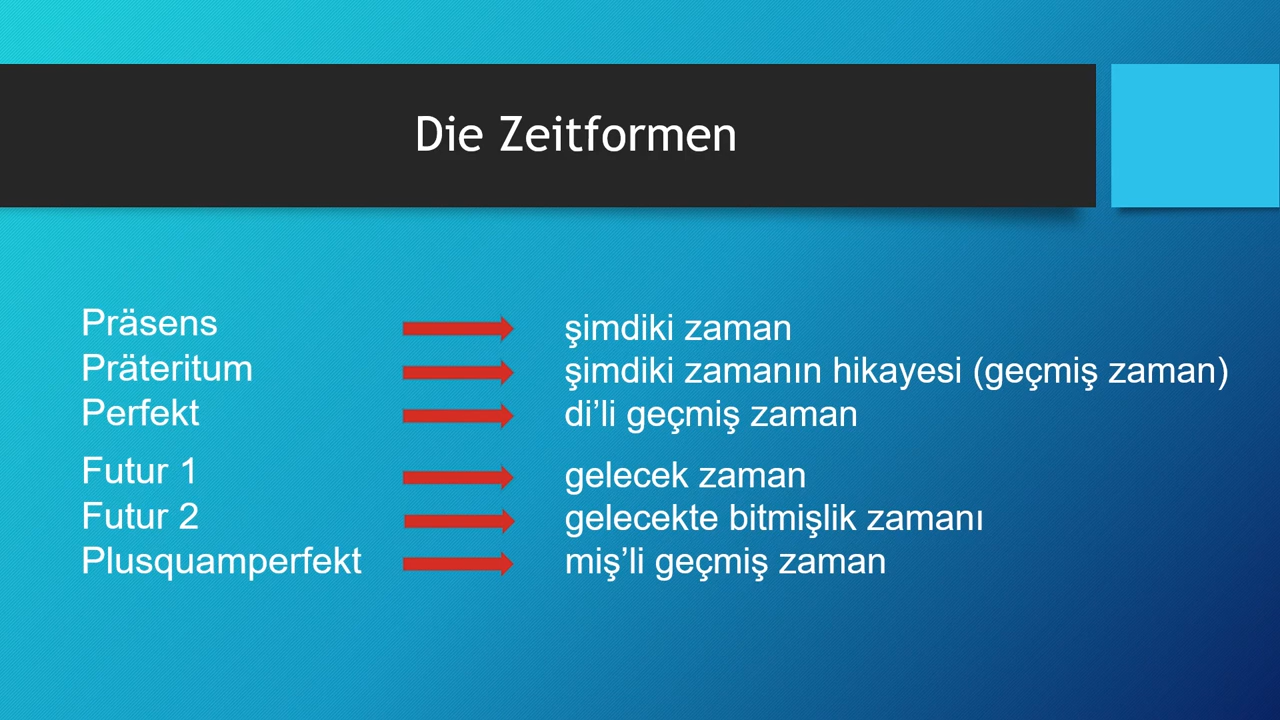 Die Zeitformen
Präsens şimdiki zaman
Präteritum şimdiki zamanın hikayesi (geçmiş zaman)
Perfekt di’li geçmiş zaman
Futur 1 gelecek zaman
Futur 2 gelecekte bitmişlik zamanı
Plusquamperfekt miş’li geçmiş zaman